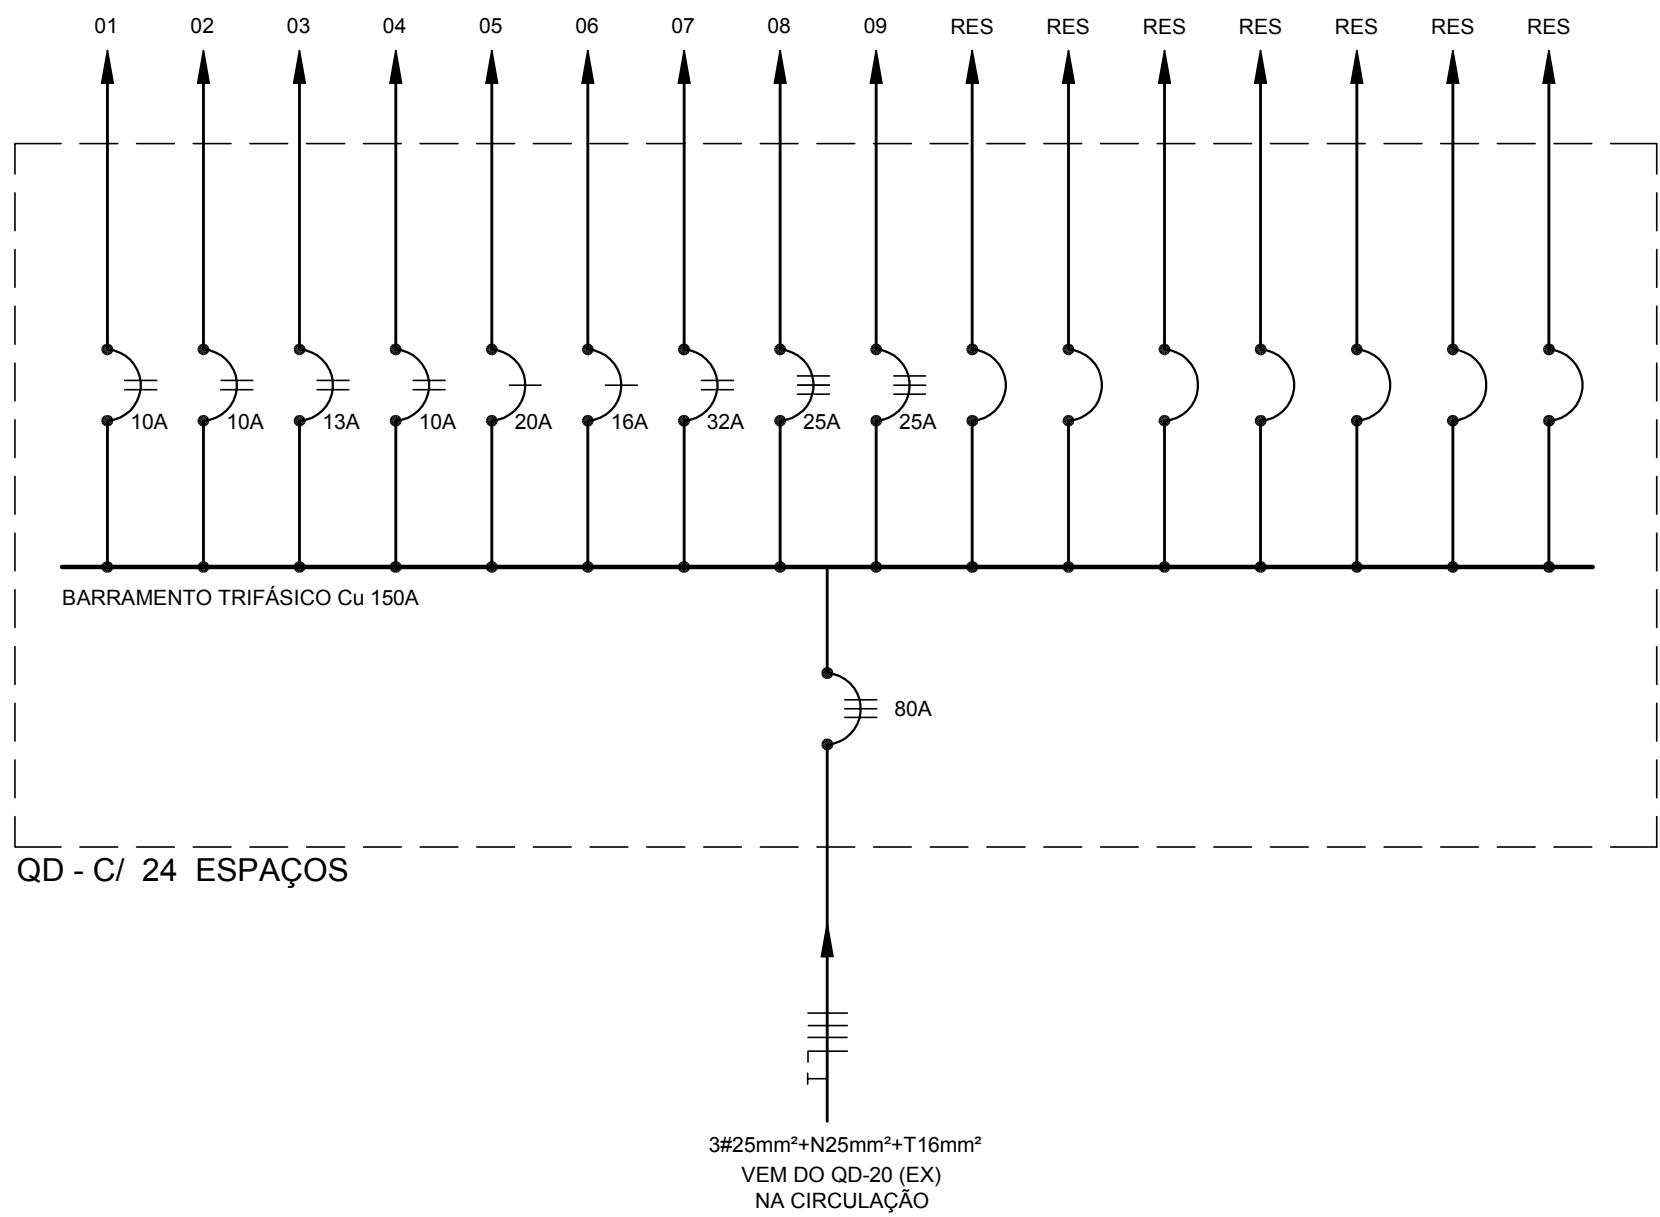 01 02 03 04 05 06 07 08 09 RES RES RES RES RES RES RES
10A 10A 13A 10A 20A 16A 32A 25A 25A
BARRAMENTO TRIFÁSICO Cu 150A
80A
QD - C/ 24 ESPAÇOS
3#25mm²+N25mm²+T16mm²
VEM DO QD-20 (EX)
NA CIRCULAÇÃO